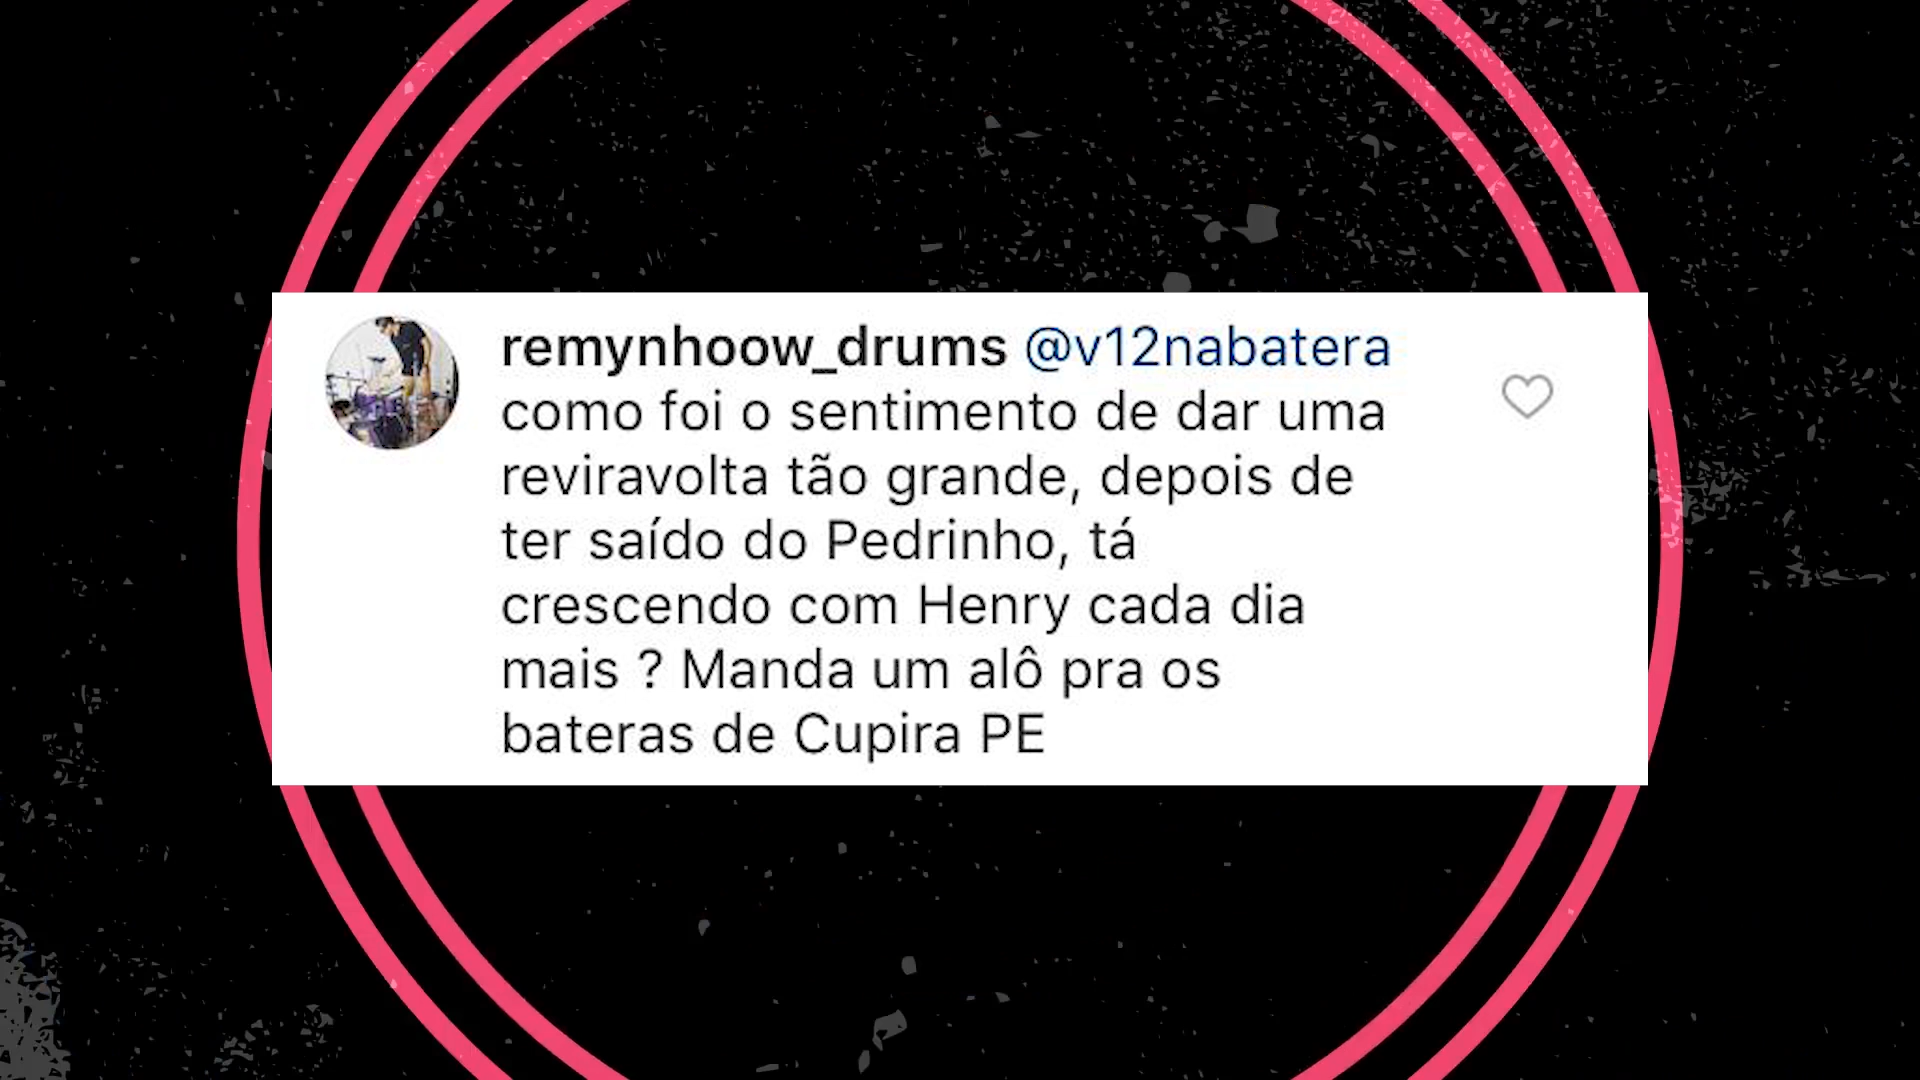 remynhoow_drums @v12nabatera
como foi o sentimento de dar uma
reviravolta tão grande, depois de
ter saído do Pedrinho, tá
crescendo com Henry cada dia
mais ? Manda um alô pra os
bateras de Cupira PE